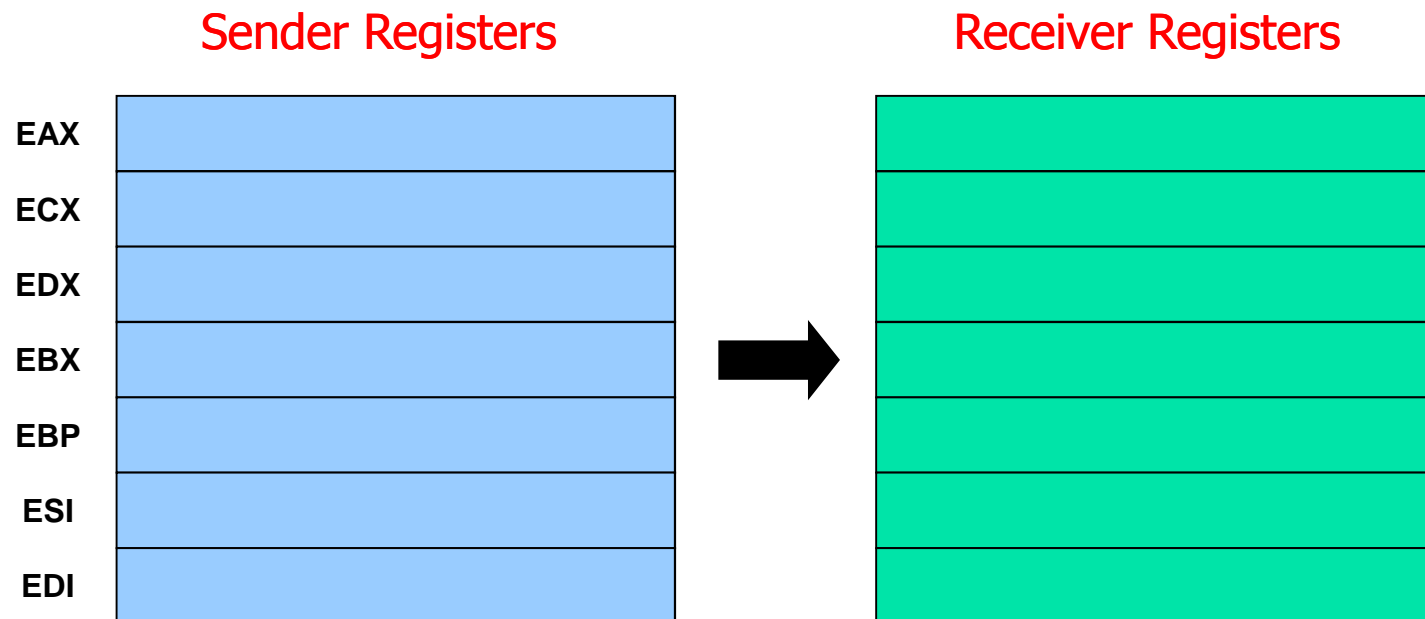 Sender Registers
Receiver Registers
EAX
ECX
EDX
EBX
EBP
ESI
EDI